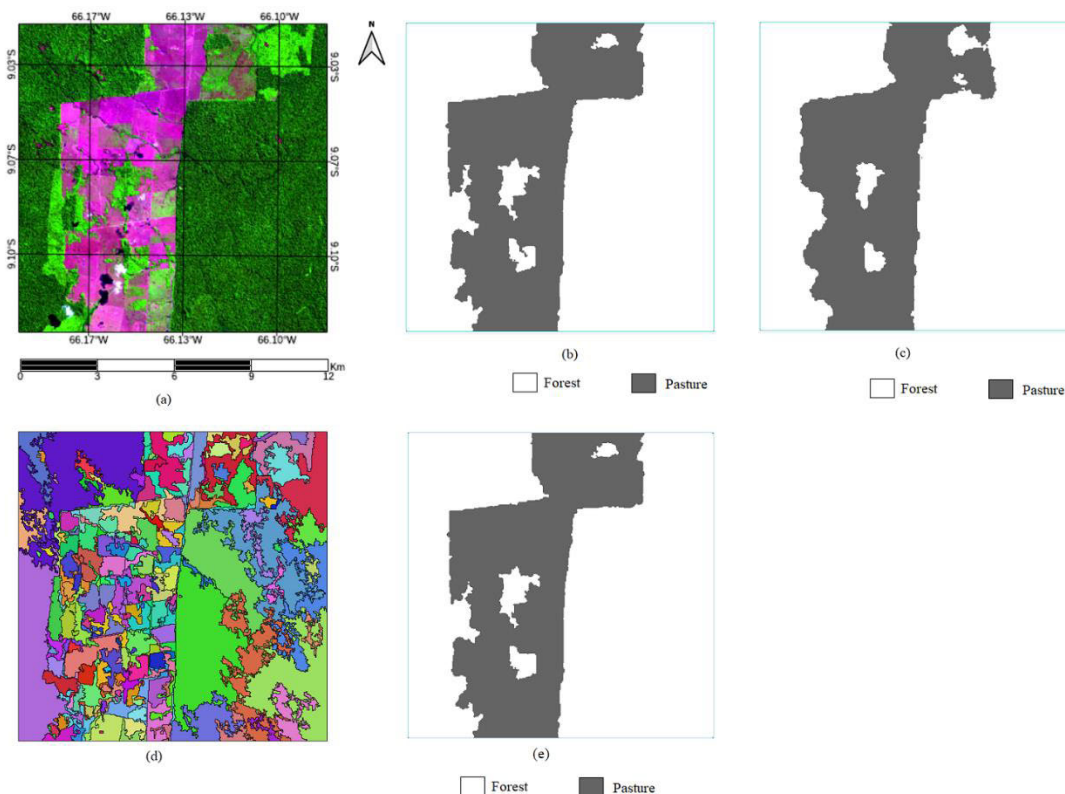 66.17°W 66.13°W 66.10°W
N
9.03°S 9.03°S
9.07°S 9.07°S
9.10°S 9.10°S
66.17°W 66.13°W 66.10°W
Km
0 3 6 9 12
(a)
(b)
Forest Pasture
(c)
Forest Pasture
(d)
(e)
Forest Pasture